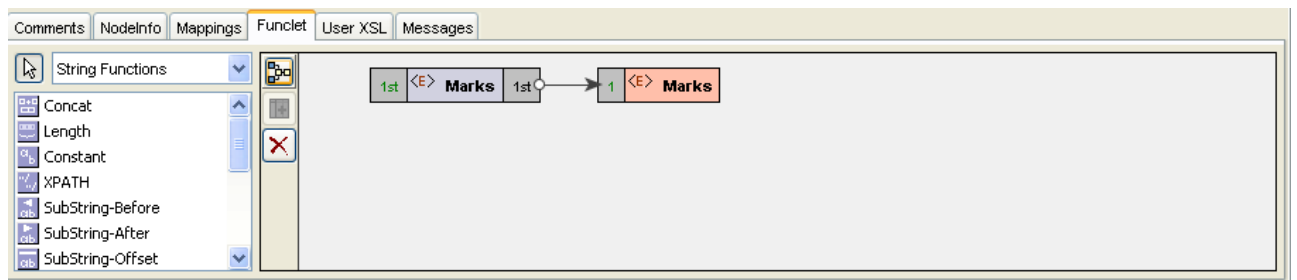 Comments NodeInfo Mappings Funclet User XSL Messages
String Functions
1st <E> Marks 1st 1 <E> Marks
Concat
Length
Constant
XPATH
SubString-Before
SubString-After
SubString-Offset